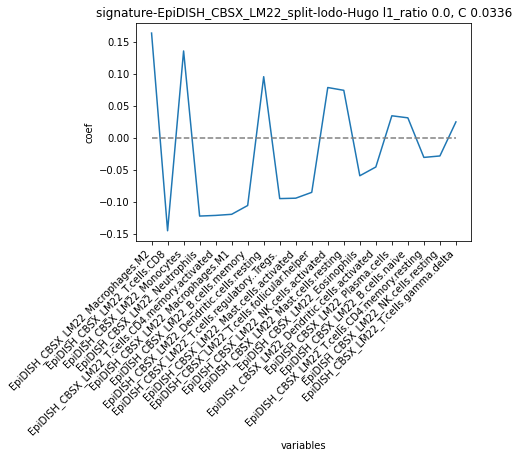 signature-EpiDISH_CBSX_LM22_split-lodo-Hugo l1_ratio 0.0, C 0.0336
0.15
0.10
0.05
0.00
−0.05
−0.10
−0.15
coef
EpiDISH_CBSX_LM22_Macrophages.M2
EpiDISH_CBSX_LM22_T.cells.CD8
EpiDISH_CBSX_LM22_Monocytes
EpiDISH_CBSX_LM22_Neutrophils
EpiDISH_CBSX_LM22_T.cells.CD4.memory.activated
EpiDISH_CBSX_LM22_Macrophages.M1
EpiDISH_CBSX_LM22_B.cells.memory
EpiDISH_CBSX_LM22_Dendritic.cells.resting
EpiDISH_CBSX_LM22_T.cells.regulatory..Tregs.
EpiDISH_CBSX_LM22_Mast.cells.activated
EpiDISH_CBSX_LM22_T.cells.follicular.helper
EpiDISH_CBSX_LM22_NK.cells.activated
EpiDISH_CBSX_LM22_Mast.cells.resting
EpiDISH_CBSX_LM22_Eosinophils
EpiDISH_CBSX_LM22_Dendritic.cells.activated
EpiDISH_CBSX_LM22_Plasma.cells
EpiDISH_CBSX_LM22_B.cells.naive
EpiDISH_CBSX_LM22_T.cells.CD4.memory.resting
EpiDISH_CBSX_LM22_NK.cells.resting
EpiDISH_CBSX_LM22_T.cells.gamma.delta
variables